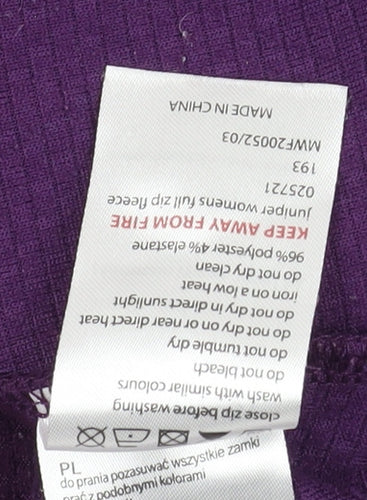 close zip before washing
wash with similar colours
do not bleach
do not tumble dry
do not dry on or near direct heat
do not dry in direct sunlight
iron on a low heat
do not dry clean
96% polyester 4% elastane
KEEP AWAY FROM FIRE
juniper womens full zip fleece
025721
193
MWF20052/03
MADE IN CHINA
PL
do prania pozasuwać wszystkie zamki
prać z podobnymi kolorami